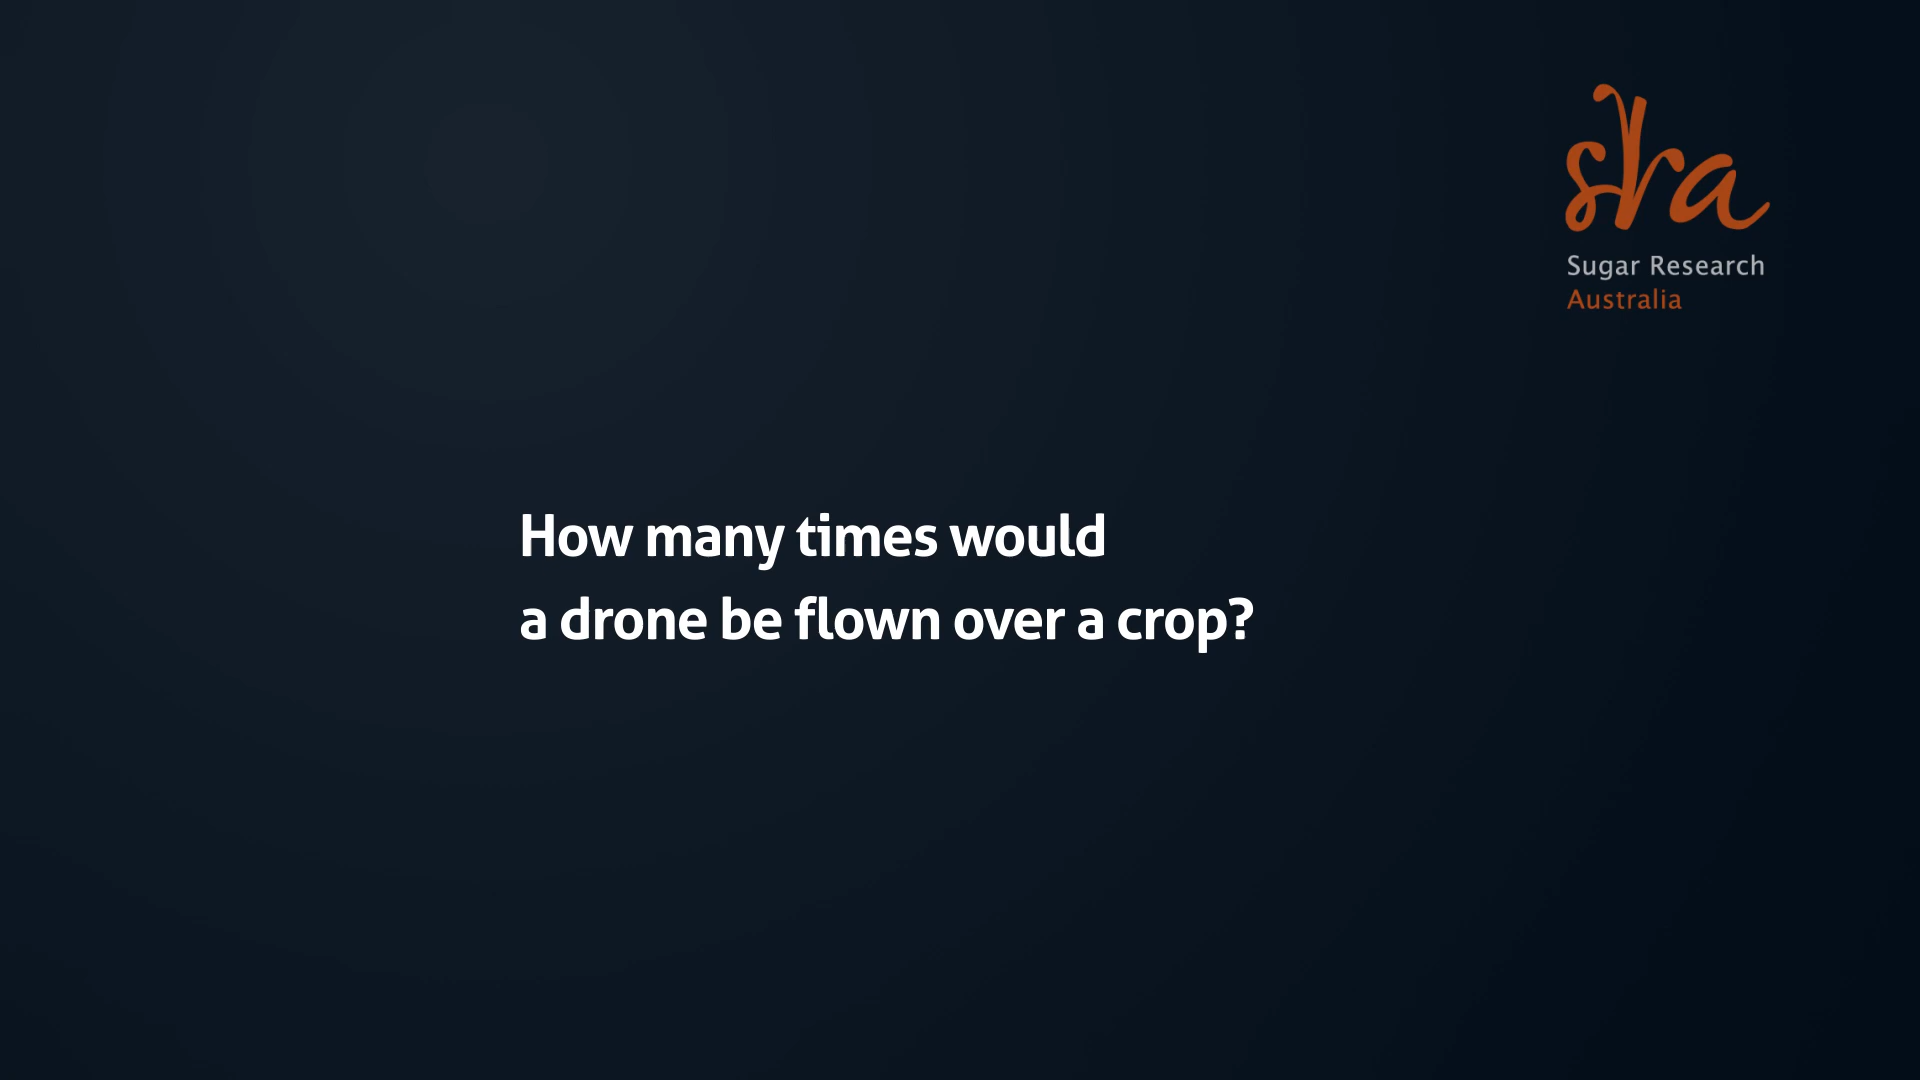 sra
Sugar Research
Australia
How many times would
a drone be flown over a crop?